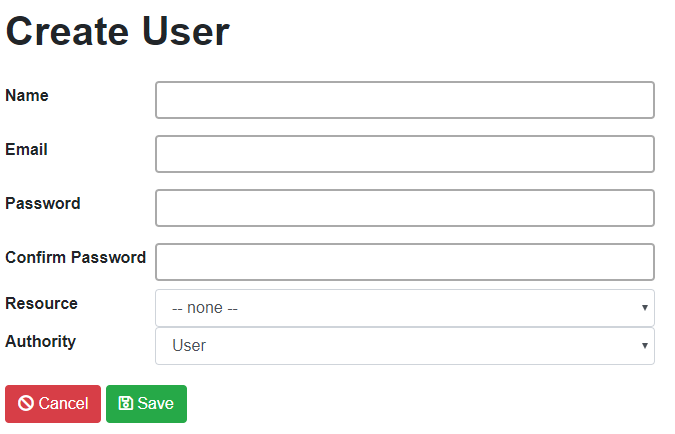 Create User
Name
Email
Password
Confirm Password
Resource -- none --
Authority User
Cancel Save